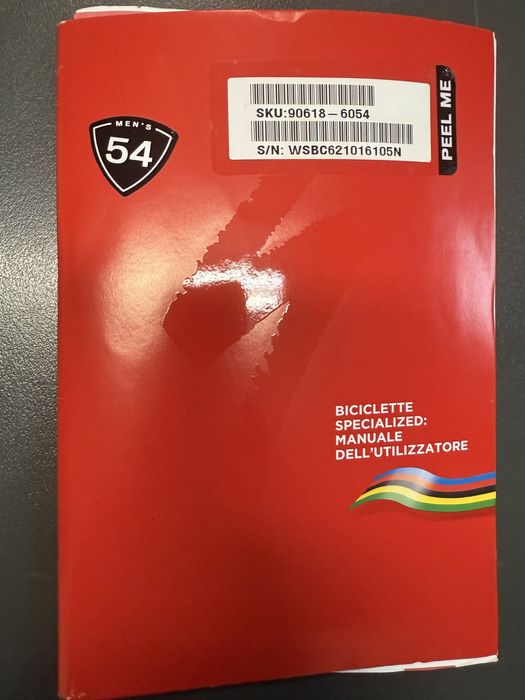 MEN'S
54
SKU:90618-6054
S/N: WSBC621016105N
PEEL ME
BICICLETTE
SPECIALIZED:
MANUALE
DELL'UTILIZZATORE